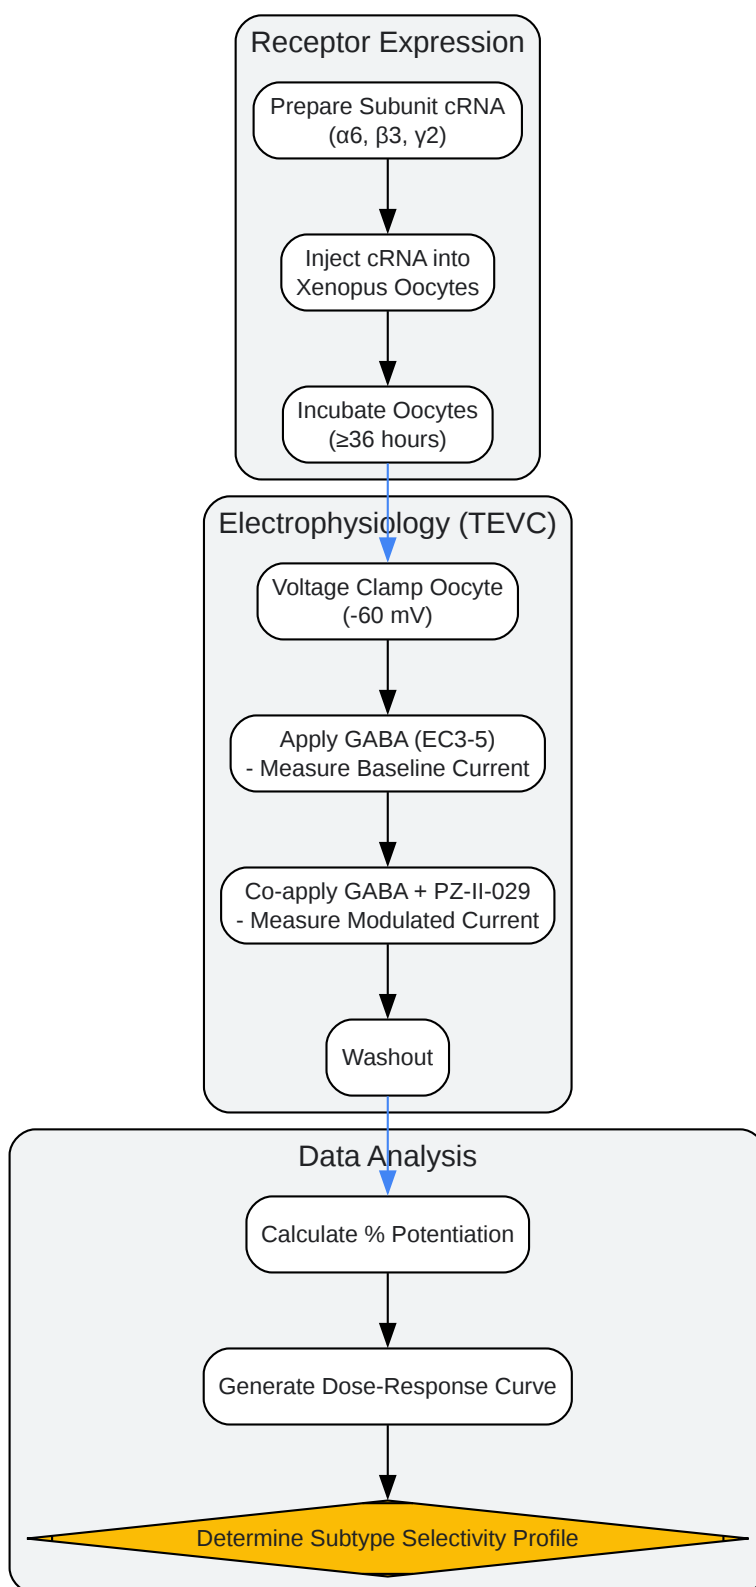 Receptor Expression
Prepare Subunit cRNA
(α6, β3, γ2)
Inject cRNA into
Xenopus Oocytes
Incubate Oocytes
(≥36 hours)
Electrophysiology (TEVC)
Voltage Clamp Oocyte
(-60 mV)
Apply GABA (EC3-5)
- Measure Baseline Current
Co-apply GABA + PZ-II-029
- Measure Modulated Current
Washout
Data Analysis
Calculate % Potentiation
Generate Dose-Response Curve
Determine Subtype Selectivity Profile